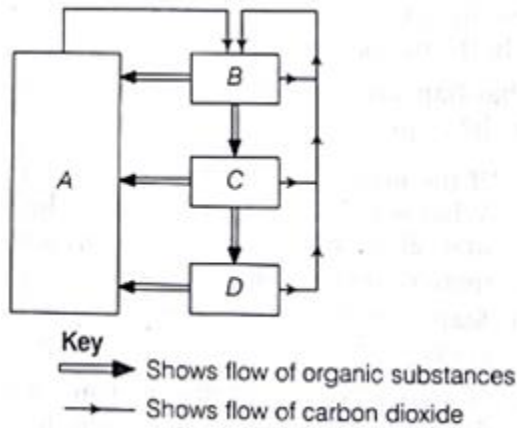 B
A
C
D
Key
Shows flow of organic substances
Shows flow of carbon dioxide